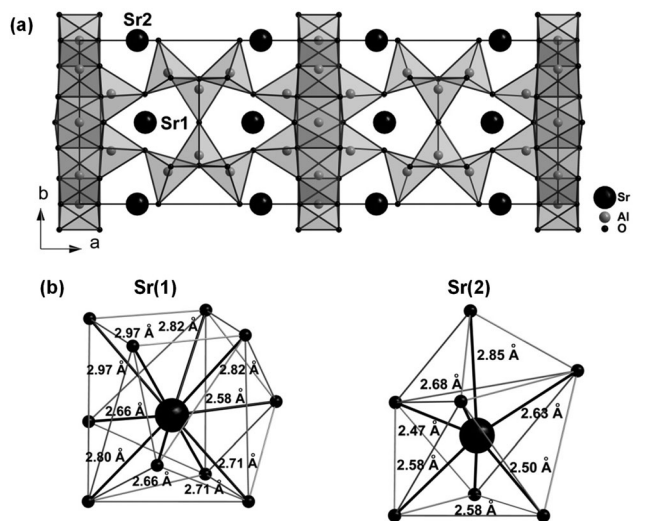 (a)
Sr2
Sr1
b
a
Sr
Al
O
(b)
Sr(1)
Sr(2)
2.97 Å
2.82 Å
2.97 Å
2.82 Å
2.66 Å
2.58 Å
2.80 Å
2.66 Å
2.71 Å
2.71 Å
2.85 Å
2.68 Å
2.47 Å
2.63 Å
2.58 Å
2.50 Å
2.58 Å